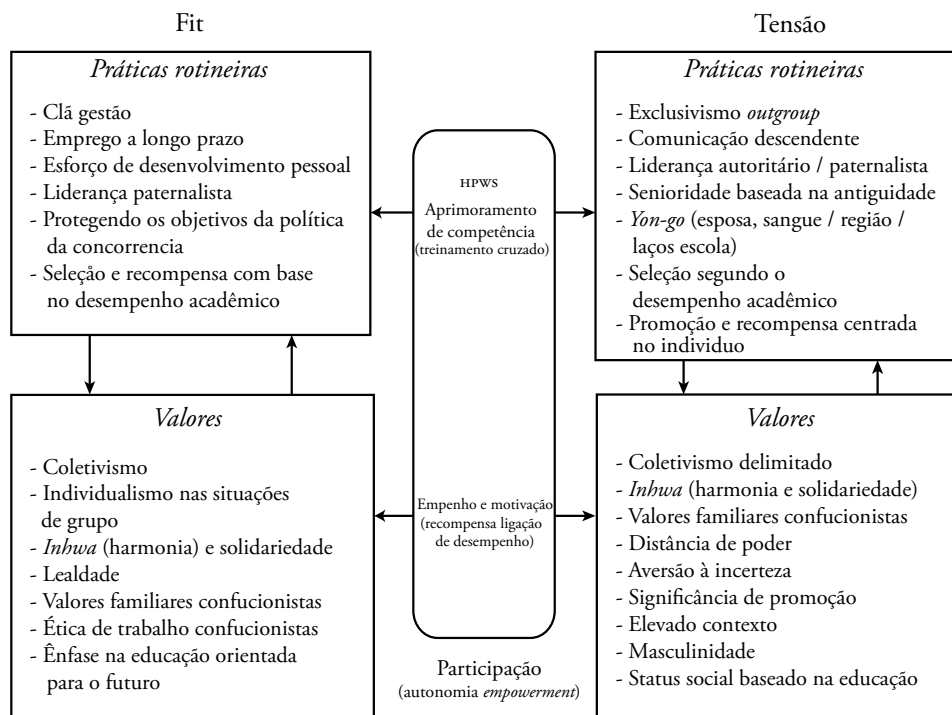 Fit
Práticas rotineiras
- Clã gestão
- Emprego a longo prazo
- Esforço de desenvolvimento pessoal
- Liderança paternalista
- Protegendo os objetivos da política
da concorrencia
- Seleçåo e recompensa com base
no desempenho acadêmico
Valores
- Coletivismo
- Individualismo nas situações
de grupo
- Inhwa (harmonia) e solidariedade
- Lealdade
- Valores familiares confucionistas
- Ética de trabalho confucionistas
- Ênfase na educação orientada
para o futuro
HPWS
Aprimoramento
de competência
(treinamento cruzado)
Empenho e motivação
(recompensa ligação
de desempenho)
Participação
(autonomia empowerment)
Tensão
Práticas rotineiras
- Exclusivismo outgroup
- Comunicação descendente
- Liderança autoritário / paternalista
- Senioridade baseada na antiguidade
- Yon-go (esposa, sangue / região /
laços escola)
- Seleção segundo o
desempenho acadêmico
- Promoção e recompensa centrada
no individuo
Valores
- Coletivismo delimitado
- Inhwa (harmonia e solidariedade)
- Valores familiares confucionistas
- Distância de poder
- Aversão à incerteza
- Significância de promoção
- Elevado contexto
- Masculinidade
- Status social baseado na educação